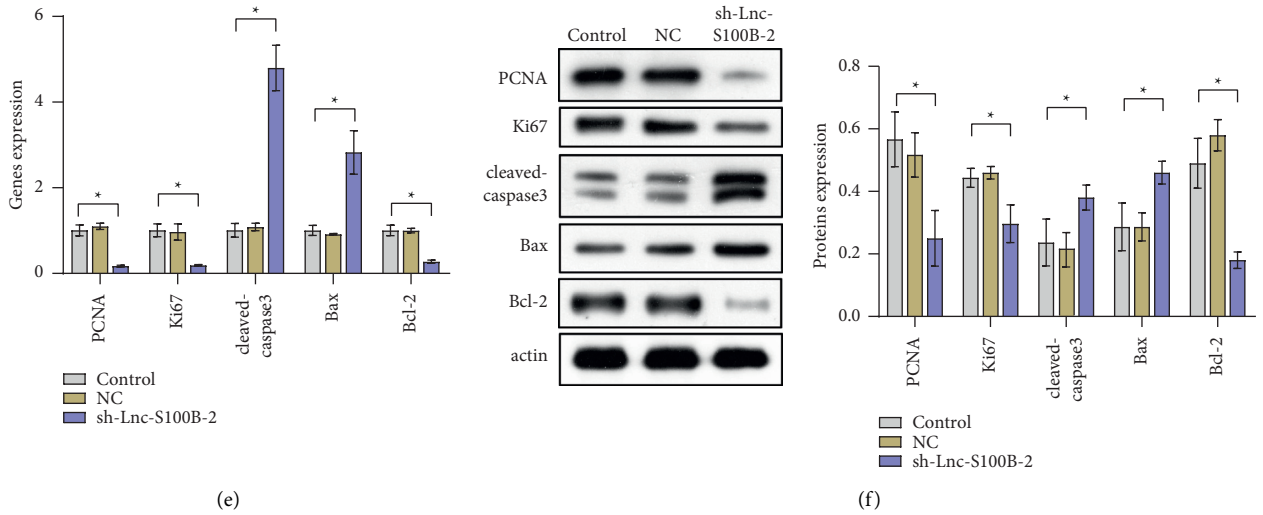 Genes expression
6
4
2
0
*
*
*
*
*
PCNA
Ki67
cleaved-
caspase3
Bax
Bcl-2
Control
NC
sh-Lnc-S100B-2
(e)
Control
NC
sh-Lnc-
S100B-2
PCNA
Ki67
cleaved-
caspase3
Bax
Bcl-2
actin
Proteins expression
0.8
0.6
0.4
0.2
0.0
*
*
*
*
*
PCNA
Ki67
cleaved-
caspase3
Bax
Bcl-2
Control
NC
sh-Lnc-S100B-2
(f)